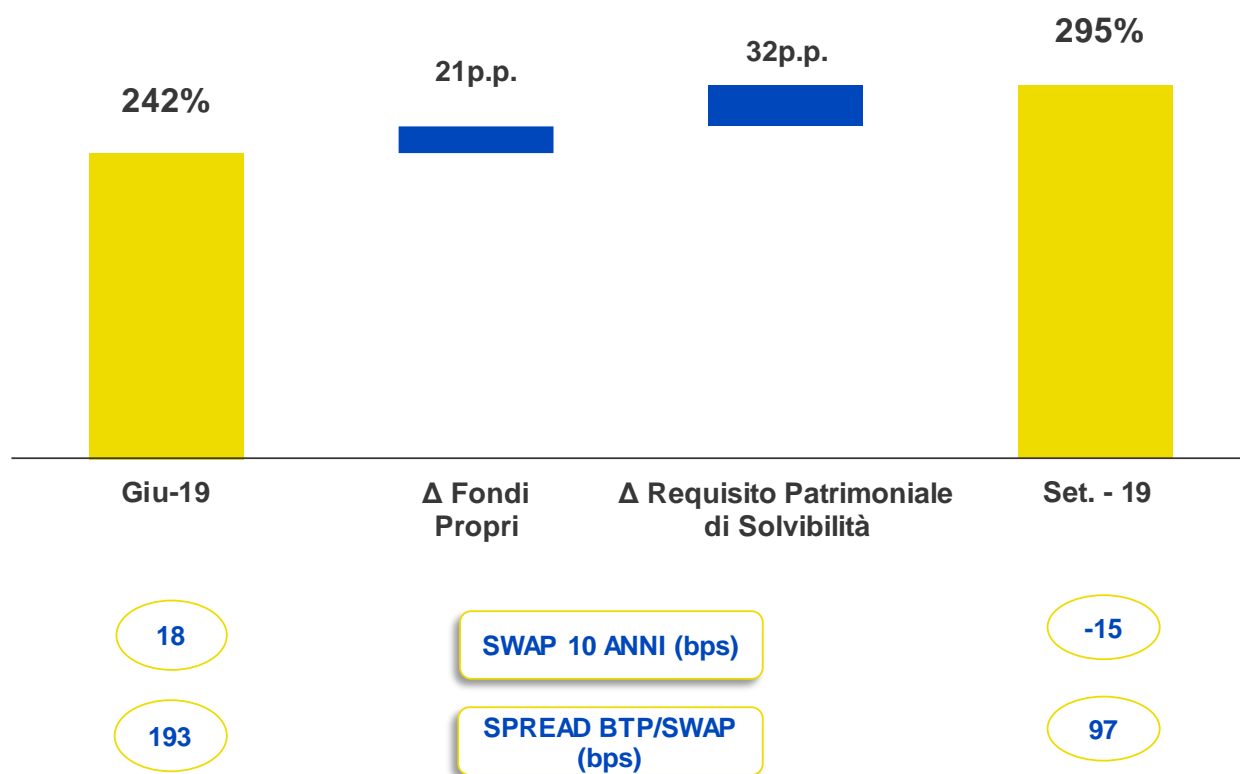 295%
32p.p.
21p.p.
242%
Giu-19
Δ Fondi
Propri
Δ Requisito Patrimoniale
di Solvibilità
Set. - 19
18
SWAP 10 ANNI (bps)
-15
193
SPREAD BTP/SWAP
(bps)
97